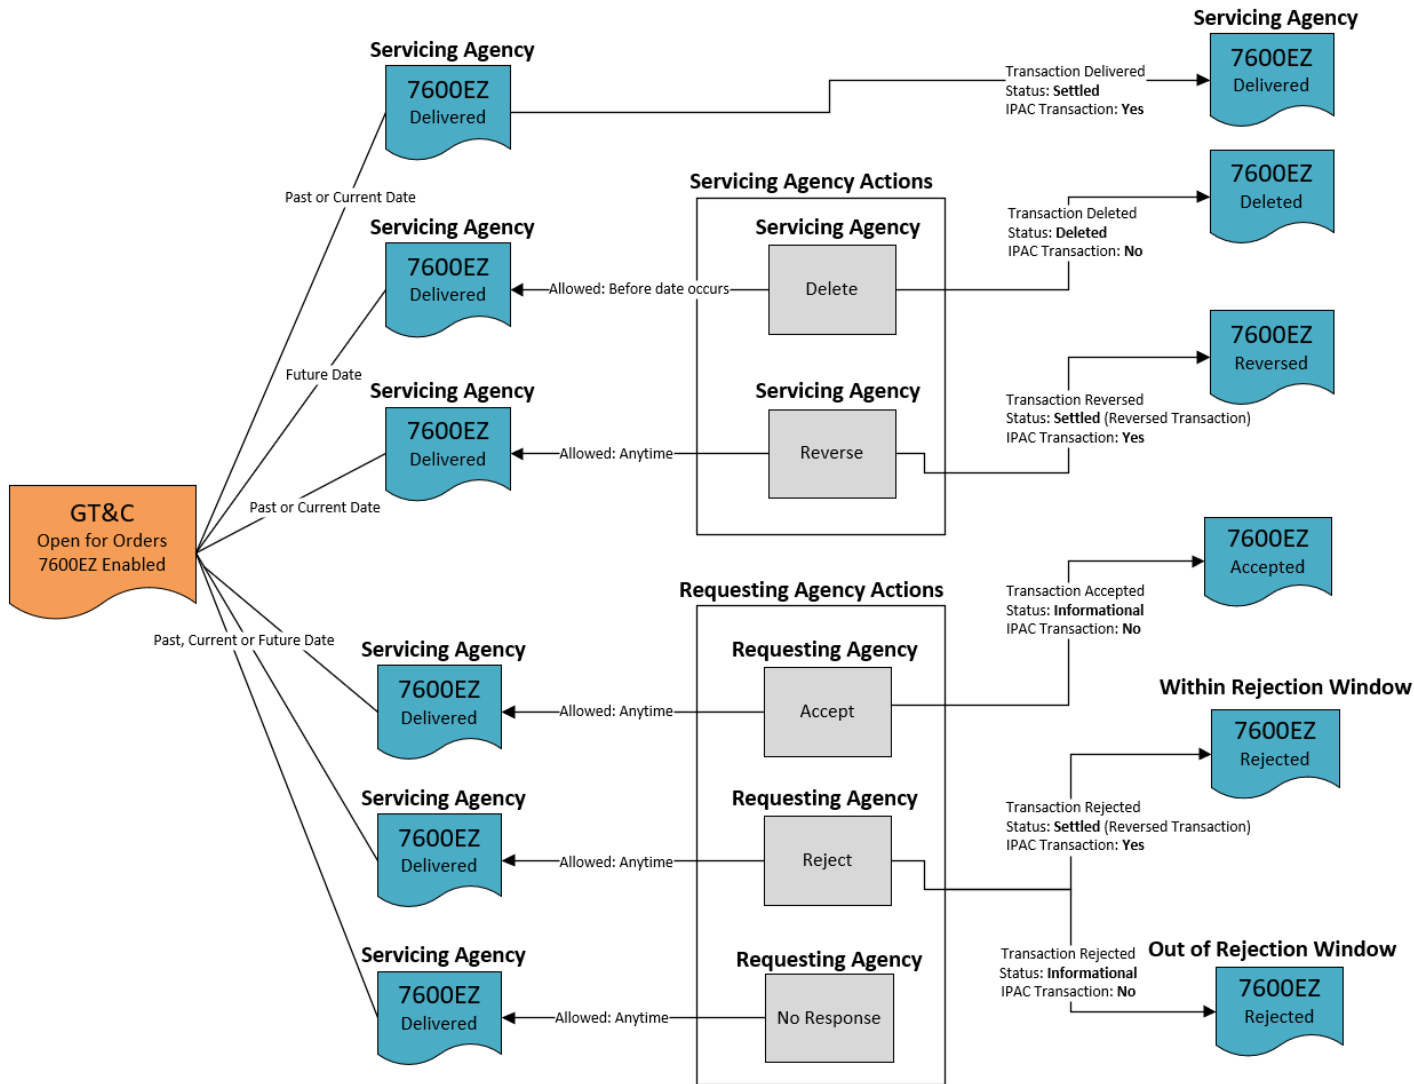 Servicing Agency
7600EZ
Delivered
Transaction Delivered
Status: Settled
IPAC Transaction: Yes
Servicing Agency
7600EZ
Delivered
Past or Current Date
Servicing Agency
7600EZ
Delivered
Allowed: Before date occurs
Servicing Agency Actions
Servicing Agency
Delete
Transaction Deleted
Status: Deleted
IPAC Transaction: No
7600EZ
Deleted
Future Date
Servicing Agency
7600EZ
Delivered
Allowed: Anytime
Servicing Agency
Reverse
Transaction Reversed
Status: Settled (Reversed Transaction)
IPAC Transaction: Yes
7600EZ
Reversed
Past or Current Date
GT&C
Open for Orders
7600EZ Enabled
Past, Current or Future Date
Servicing Agency
7600EZ
Delivered
Allowed: Anytime
Requesting Agency Actions
Requesting Agency
Accept
Transaction Accepted
Status: Informational
IPAC Transaction: No
7600EZ
Accepted
Servicing Agency
7600EZ
Delivered
Allowed: Anytime
Requesting Agency
Reject
Transaction Rejected
Status: Settled (Reversed Transaction)
IPAC Transaction: Yes
Within Rejection Window
7600EZ
Rejected
Transaction Rejected
Status: Informational
IPAC Transaction: No
Out of Rejection Window
7600EZ
Rejected
Servicing Agency
7600EZ
Delivered
Allowed: Anytime
Requesting Agency
No Response